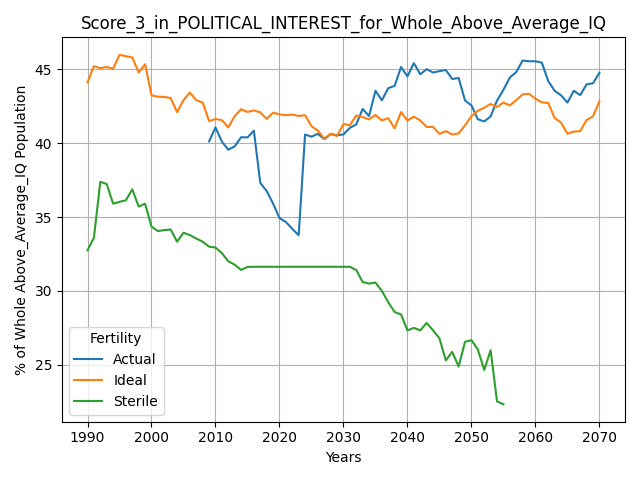 Score_3_in_POLITICAL_INTEREST_for_Whole_Above_Average_IQ
% of Whole Above_Average_IQ Population
45
40
35
30
25
Fertility
Actual
Ideal
Sterile
1990 2000 2010 2020 2030 2040 2050 2060 2070
Years